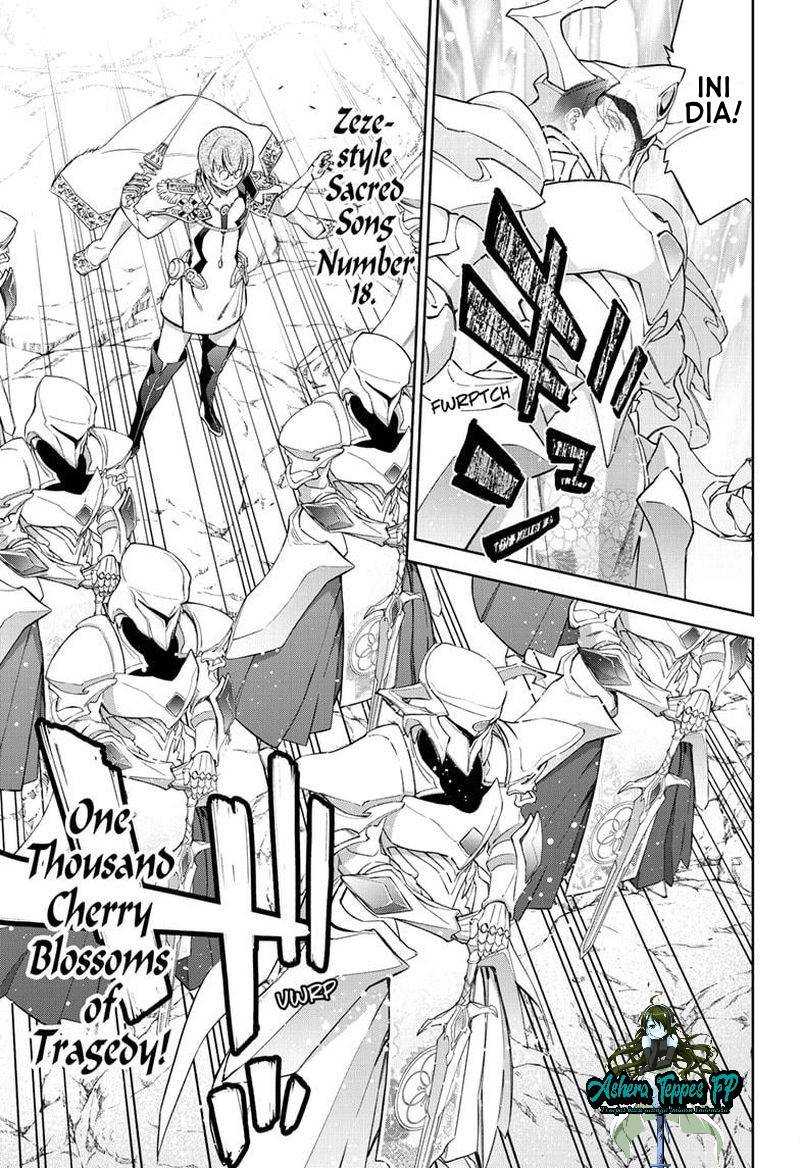 INI
DIA!
FWRPTCH
Zeze-
style
Sacred
Song
Number
18.
One
Thousand
Cherry
Blossoms
of
Tragedy!
VWRP
Ashera Teppes FP